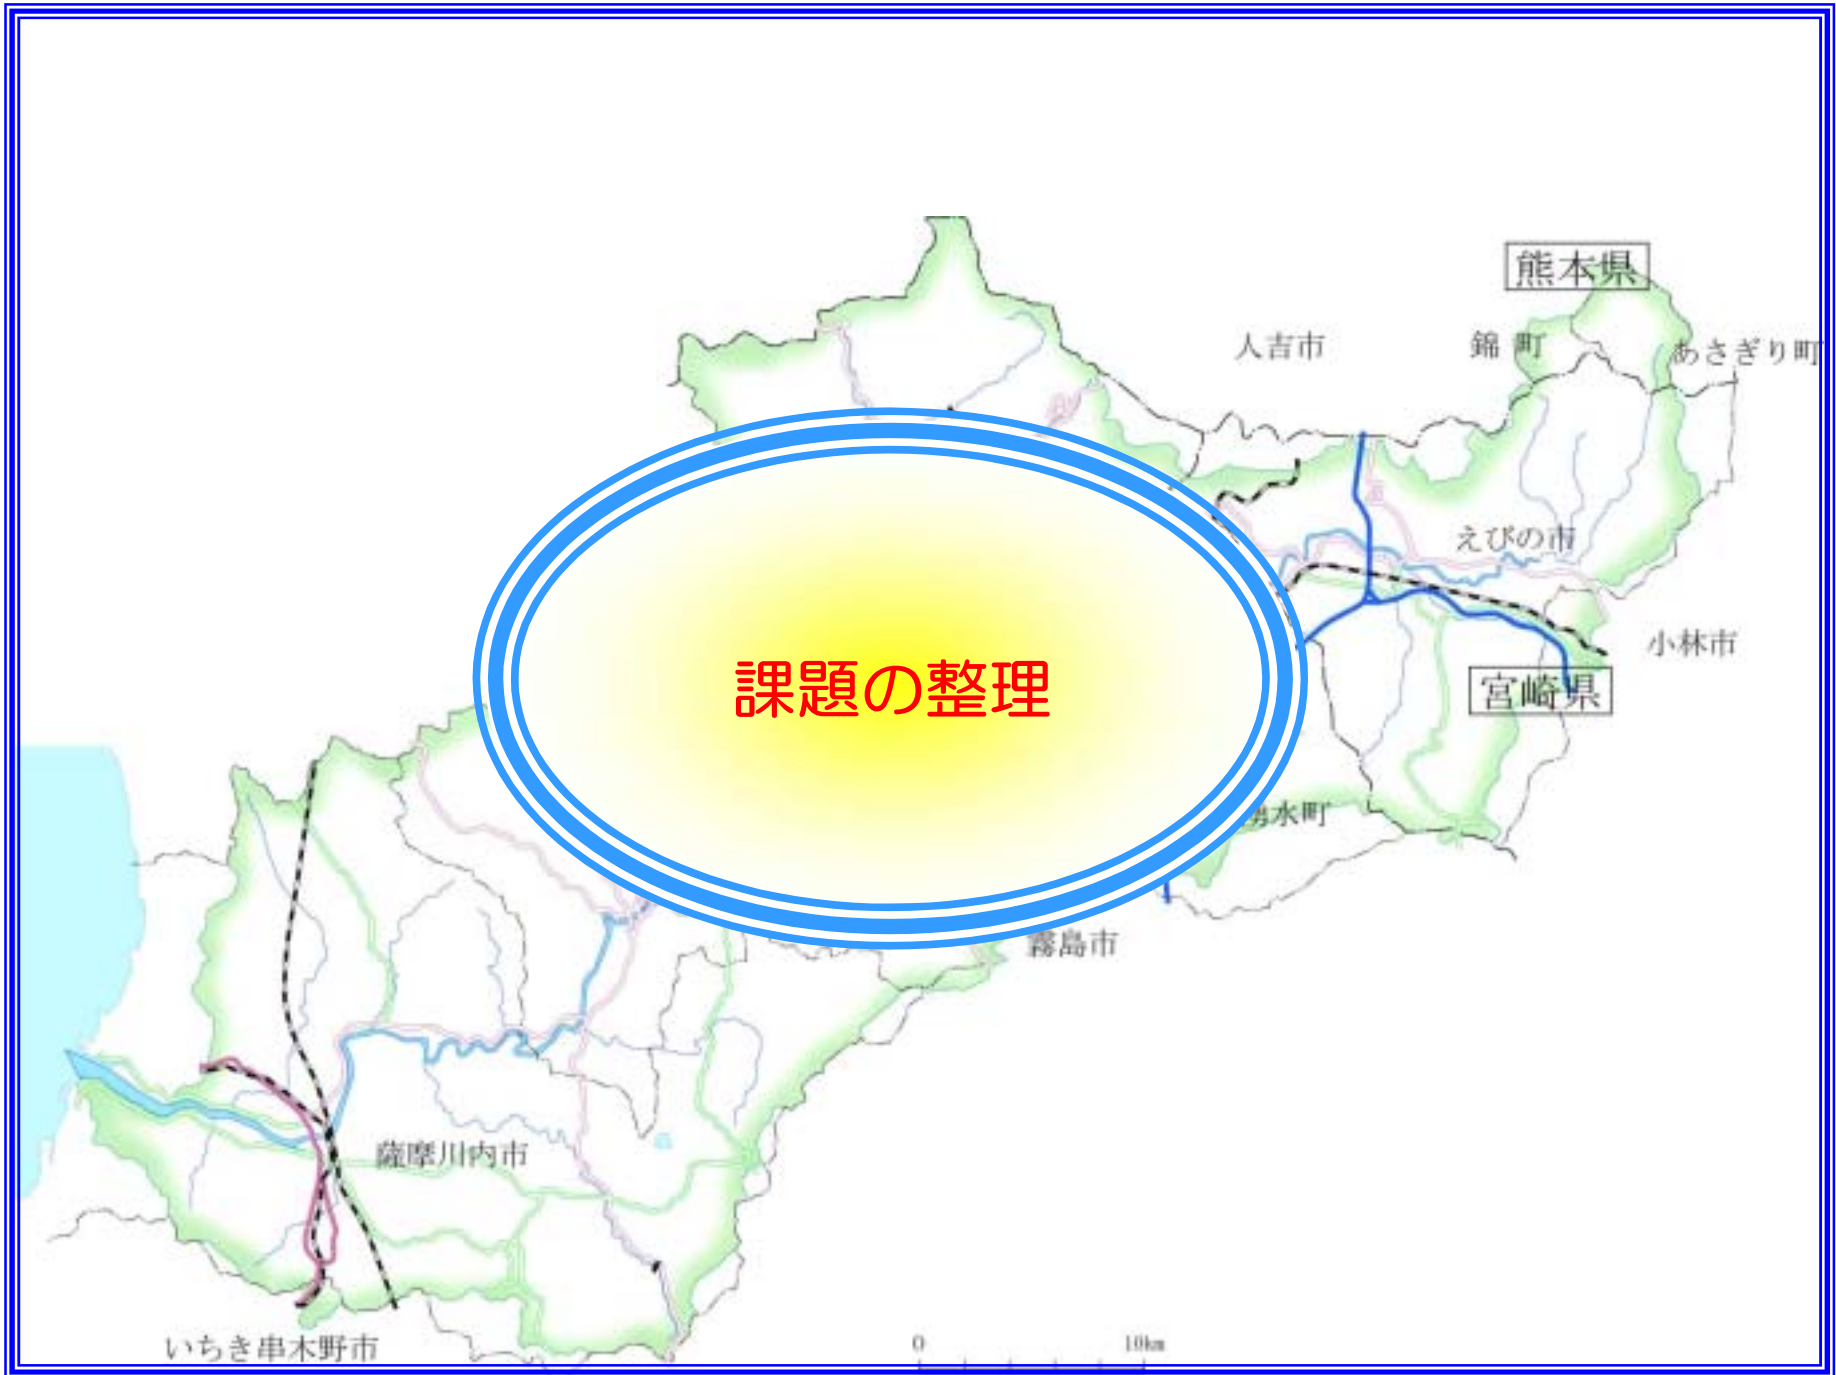 熊本県
人吉市
錦町
あさぎり町
えびの市
小林市
課題の整理
宮崎県
湧水町
霧島市
薩摩川内市
いちき串木野市
0 10km